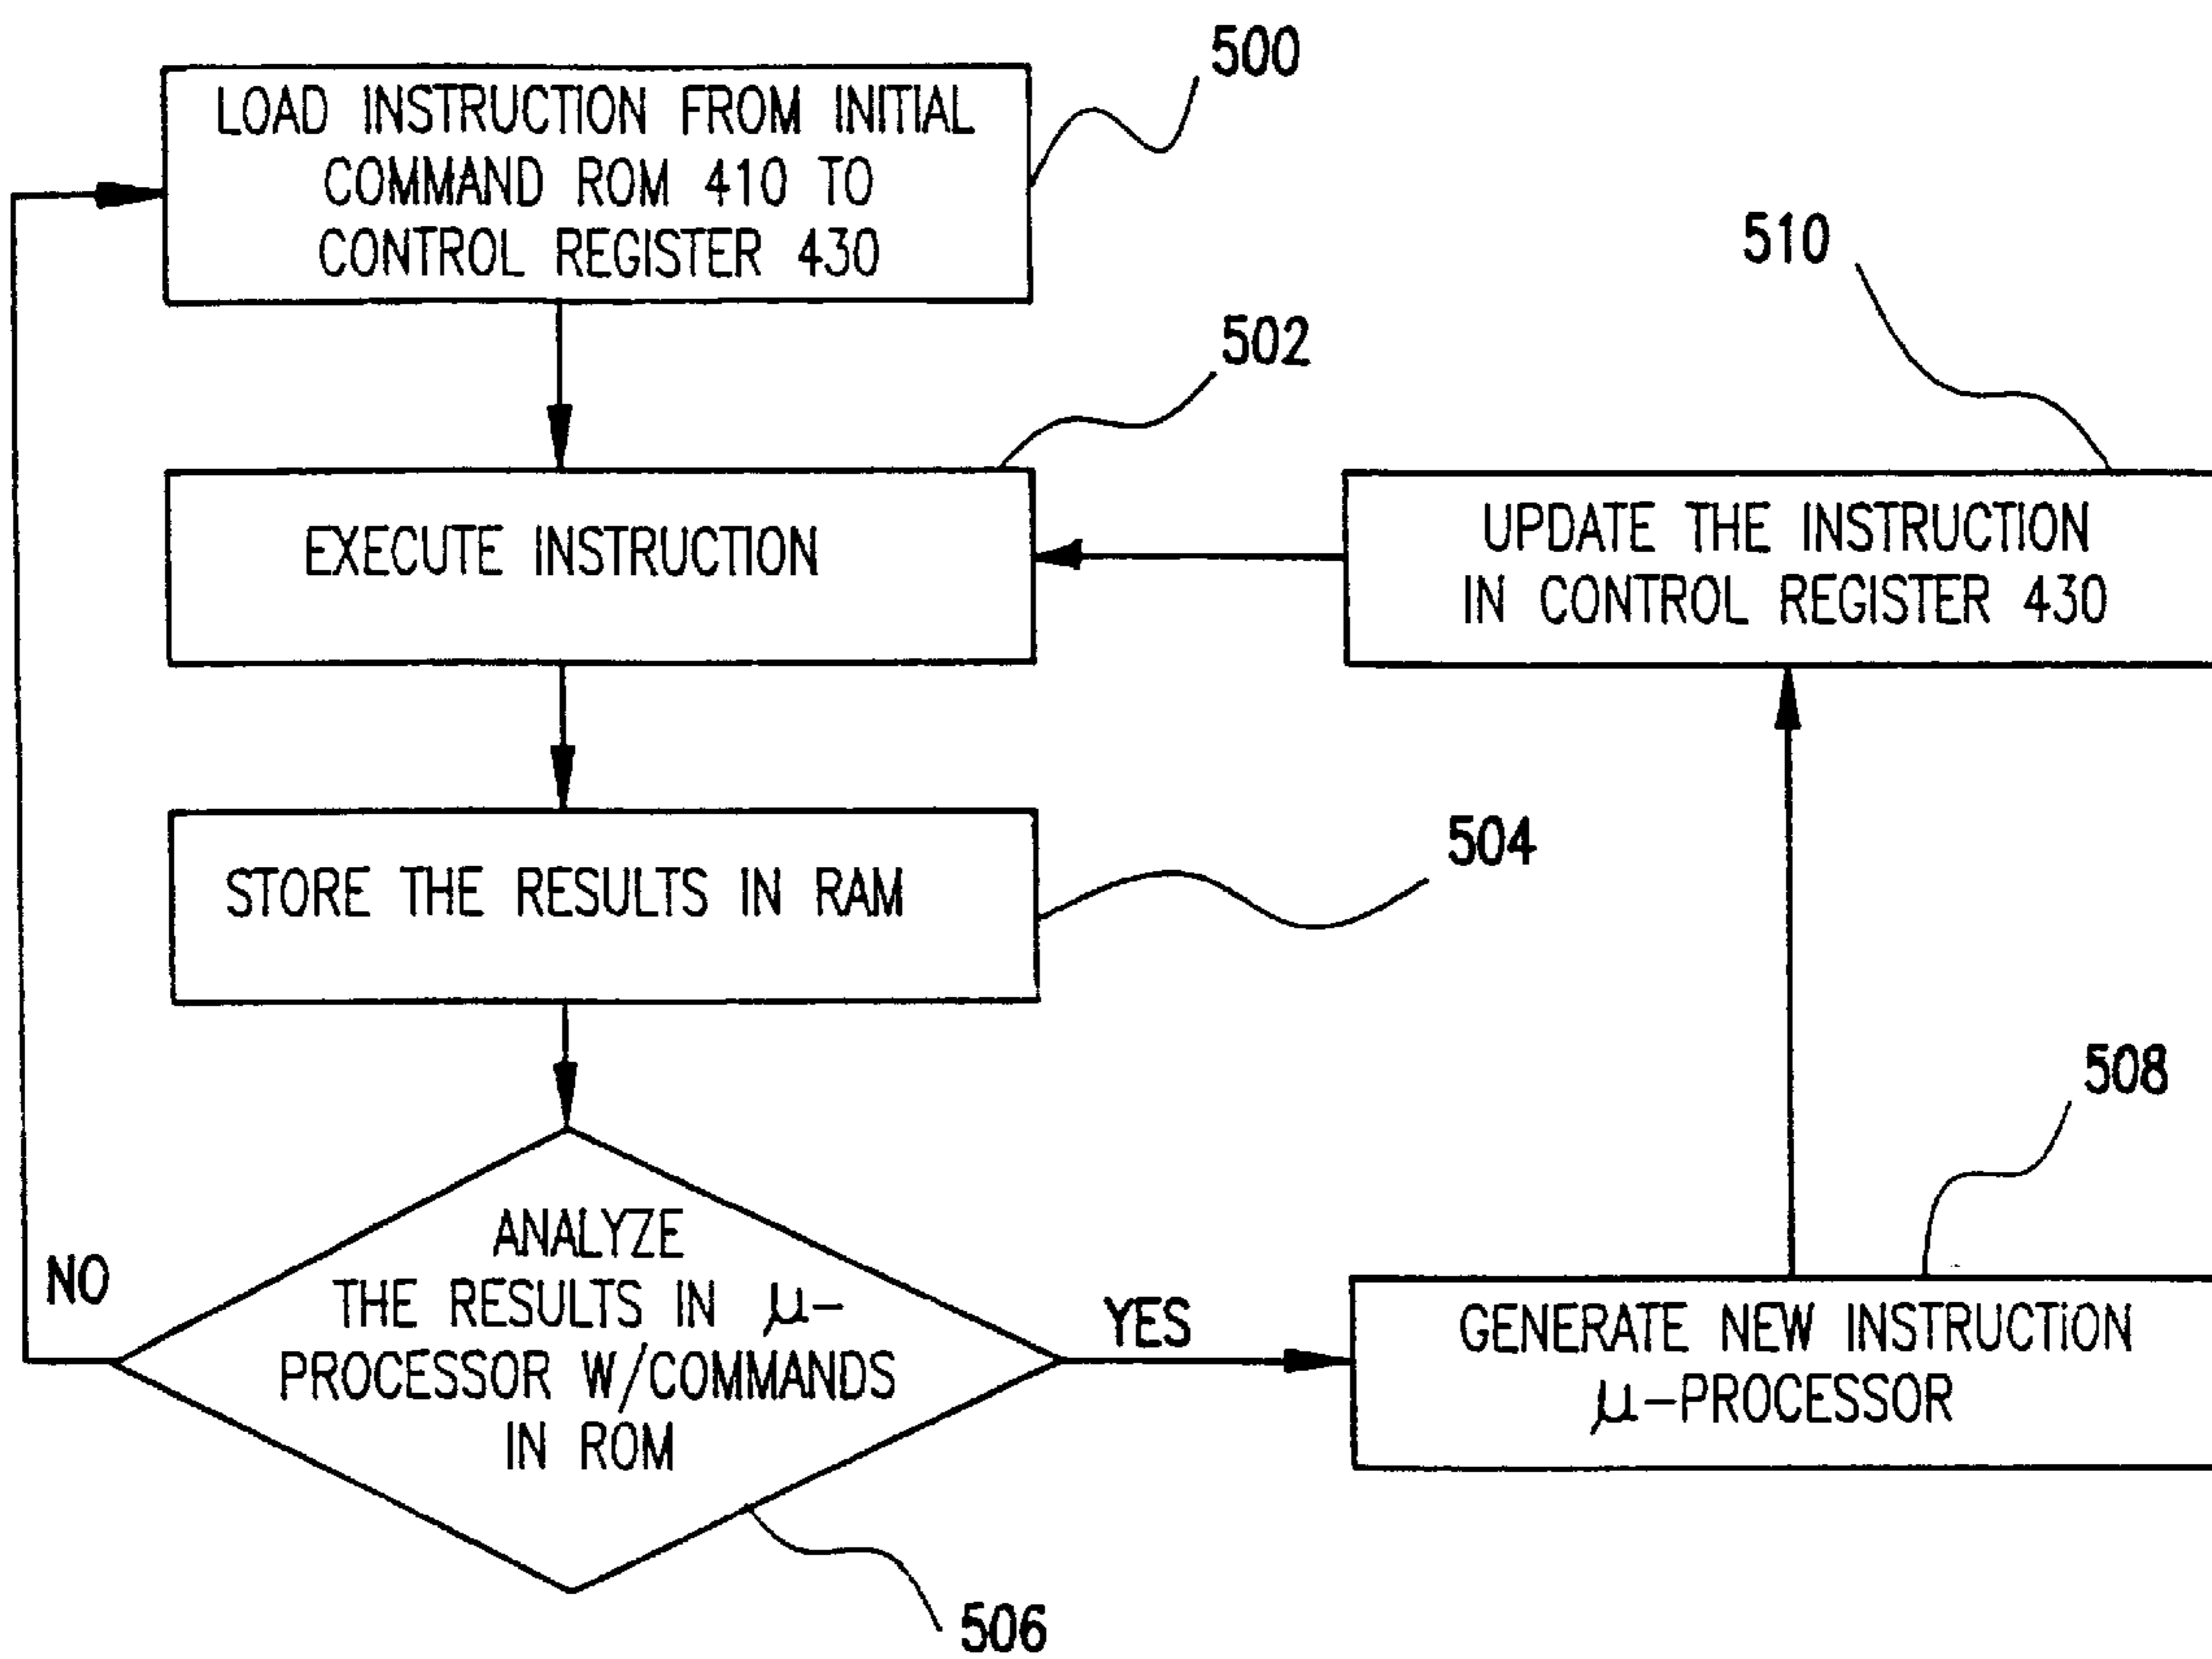 500
LOAD INSTRUCTION FROM INITIAL
COMMAND ROM 410 TO
CONTROL REGISTER 430
502
EXECUTE INSTRUCTION
510
UPDATE THE INSTRUCTION
IN CONTROL REGISTER 430
504
STORE THE RESULTS IN RAM
506
ANALYZE
THE RESULTS IN μ-
PROCESSOR W/COMMANDS
IN ROM
NO
YES
508
GENERATE NEW INSTRUCTION
μ-PROCESSOR